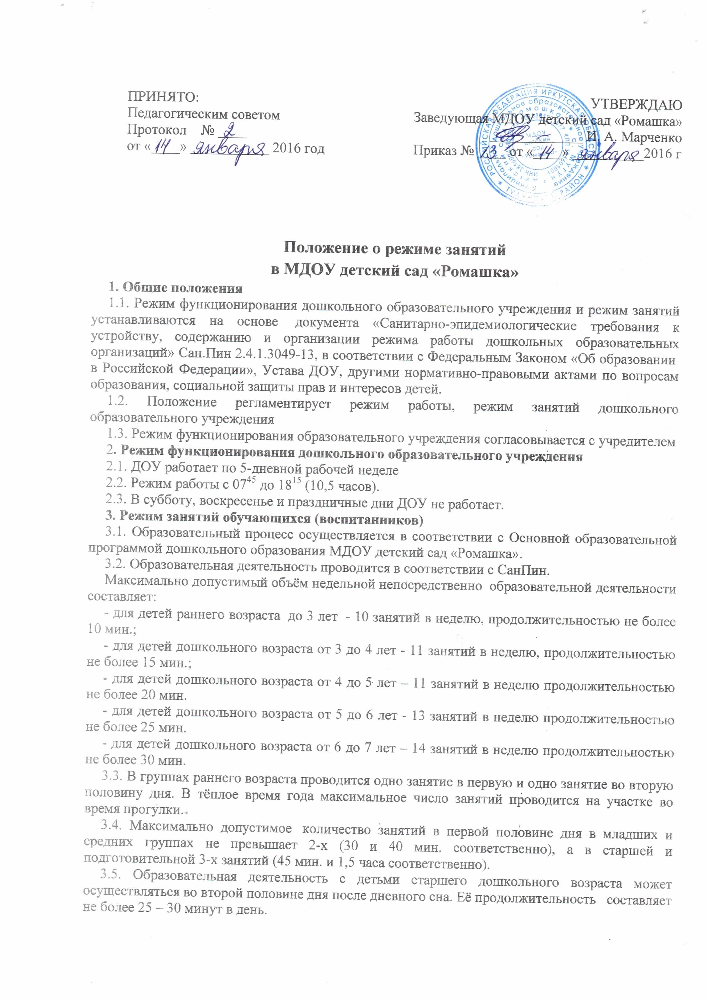 ПРИНЯТО:
Педагогическим советом
Протокол № 2
от «14» января 2016 год
УТВЕРЖДАЮ
Заведующая МДОУ детский сад «Ромашка»
И. А. Марченко
Приказ № 13 от «14» января 2016 г
РОССИЙСКАЯ ФЕДЕРАЦИЯ ИРКУТСКАЯ ОБЛАСТЬ
МДОУ
детский
сад
"Ромашка"
Положение о режиме занятий
в МДОУ детский сад «Ромашка»
1. Общие положения
1.1. Режим функционирования дошкольного образовательного учреждения и режим занятий
устанавливаются на основе документа «Санитарно-эпидемиологические требования к
устройству, содержанию и организации режима работы дошкольных образовательных
организаций» Сан.Пин 2.4.1.3049-13, в соответствии с Федеральным Законом «Об образовании
в Российской Федерации», Устава ДОУ, другими нормативно-правовыми актами по вопросам
образования, социальной защиты прав и интересов детей.
1.2. Положение регламентирует режим работы, режим занятий дошкольного
образовательного учреждения
1.3. Режим функционирования образовательного учреждения согласовывается с учредителем
2. Режим функционирования дошкольного образовательного учреждения
2.1. ДОУ работает по 5-дневной рабочей неделе
2.2. Режим работы с 07⁴⁵ до 18¹⁵ (10,5 часов).
2.3. В субботу, воскресенье и праздничные дни ДОУ не работает.
3. Режим занятий обучающихся (воспитанников)
3.1. Образовательный процесс осуществляется в соответствии с Основной образовательной
программой дошкольного образования МДОУ детский сад «Ромашка».
3.2. Образовательная деятельность проводится в соответствии с СанПин.
Максимально допустимый объём недельной непосредственно образовательной деятельности
составляет:
- для детей раннего возраста до 3 лет - 10 занятий в неделю, продолжительностью не более
10 мин.;
- для детей дошкольного возраста от 3 до 4 лет - 11 занятий в неделю, продолжительностью
не более 15 мин.;
- для детей дошкольного возраста от 4 до 5 лет – 11 занятий в неделю продолжительностью
не более 20 мин.
- для детей дошкольного возраста от 5 до 6 лет - 13 занятий в неделю продолжительностью
не более 25 мин.
- для детей дошкольного возраста от 6 до 7 лет – 14 занятий в неделю продолжительностью
не более 30 мин.
3.3. В группах раннего возраста проводится одно занятие в первую и одно занятие во вторую
половину дня. В тёплое время года максимальное число занятий проводится на участке во
время прогулки.
3.4. Максимально допустимое количество занятий в первой половине дня в младших и
средних группах не превышает 2-х (30 и 40 мин. соответственно), а в старшей и
подготовительной 3-х занятий (45 мин. и 1,5 часа соответственно).
3.5. Образовательная деятельность с детьми старшего дошкольного возраста может
осуществляться во второй половине дня после дневного сна. Её продолжительность составляет
не более 25 – 30 минут в день.